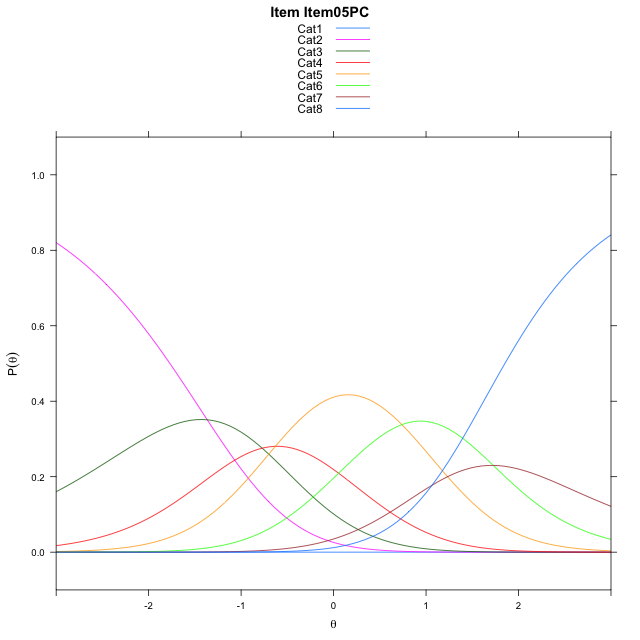 Item Item05PC
Cat1
Cat2
Cat3
Cat4
Cat5
Cat6
Cat7
Cat8
1.0
0.8
0.6
0.4
0.2
0.0
P(θ)
-2 -1 0 1 2
θ